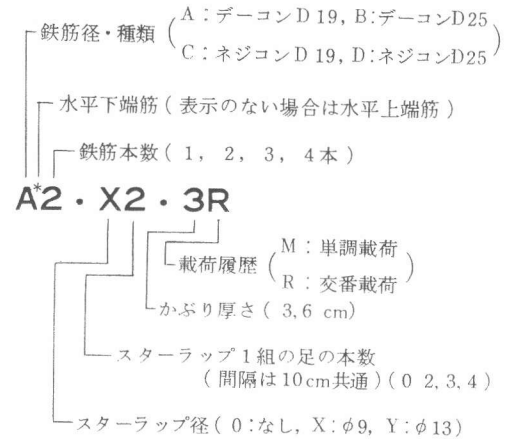 鉄筋径・種類 ( A:デーコンD19, B:デーコンD25
C:ネジコンD19, D:ネジコンD25 )
水平下端筋 ( 表示のない場合は水平上端筋 )
鉄筋本数 ( 1, 2, 3, 4本 )
A*2・X2・3R
載荷履歴 ( M:単調載荷
R:交番載荷 )
かぶり厚さ ( 3,6 cm)
スターラップ1組の足の本数
( 間隔は10cm共通 ) ( 0 2, 3, 4 )
スターラップ径 ( 0:なし, X:φ9, Y:φ13)